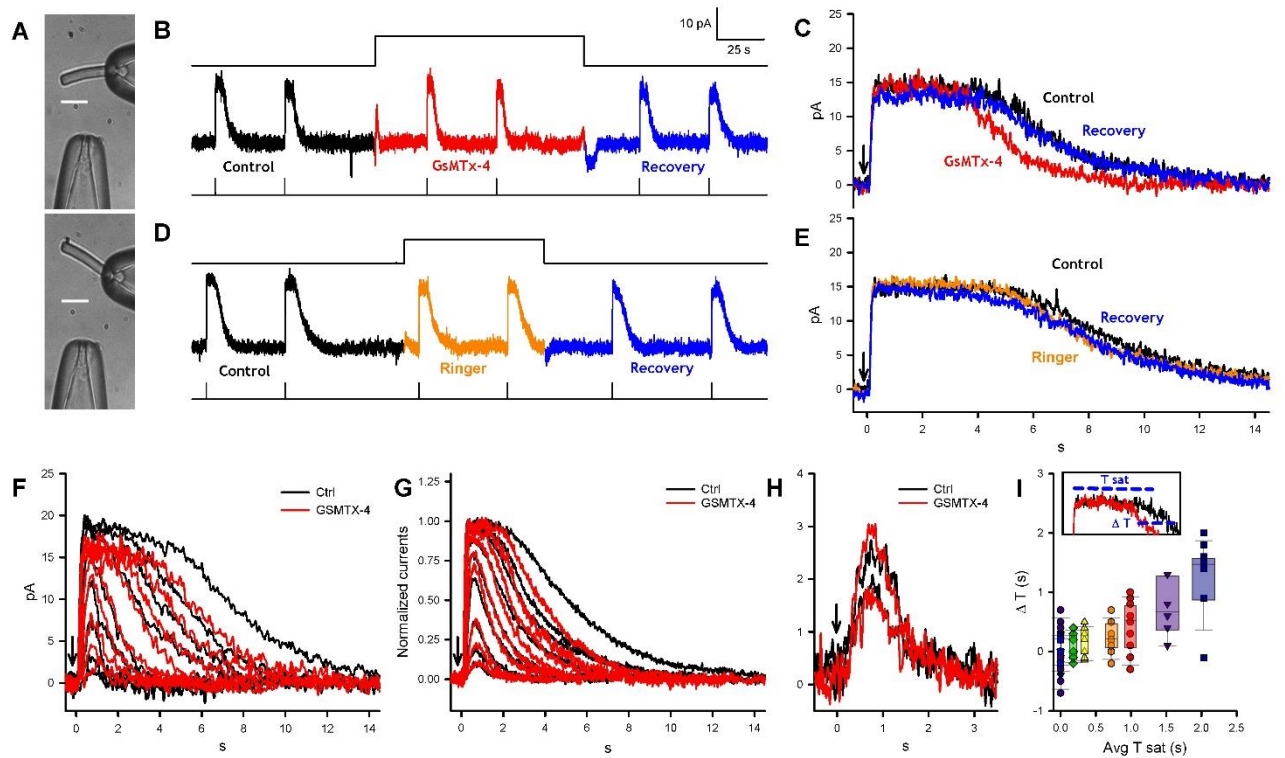 A
B
10 pA
25 s
Control
GsMTx-4
Recovery
C
25
20
15
10
5
0
pA
Control
Recovery
GsMTx-4
D
Control
Ringer
Recovery
E
25
20
15
10
5
0
pA
Control
Recovery
Ringer
0 2 4 6 8 10 12 14
s
F
25
20
15
10
5
0
pA
Ctrl
GSMTX-4
0 2 4 6 8 10 12 14
s
G
1.00
0.75
0.50
0.25
0.00
Normalized currents
Ctrl
GSMTX-4
0 2 4 6 8 10 12 14
s
H
4
3
2
1
0
Ctrl
GSMTX-4
0 1 2 3
s
I
3
2
1
0
-1
Δ T (s)
T sat
Δ T
0.0 0.5 1.0 1.5 2.0 2.5
Avg T sat (s)